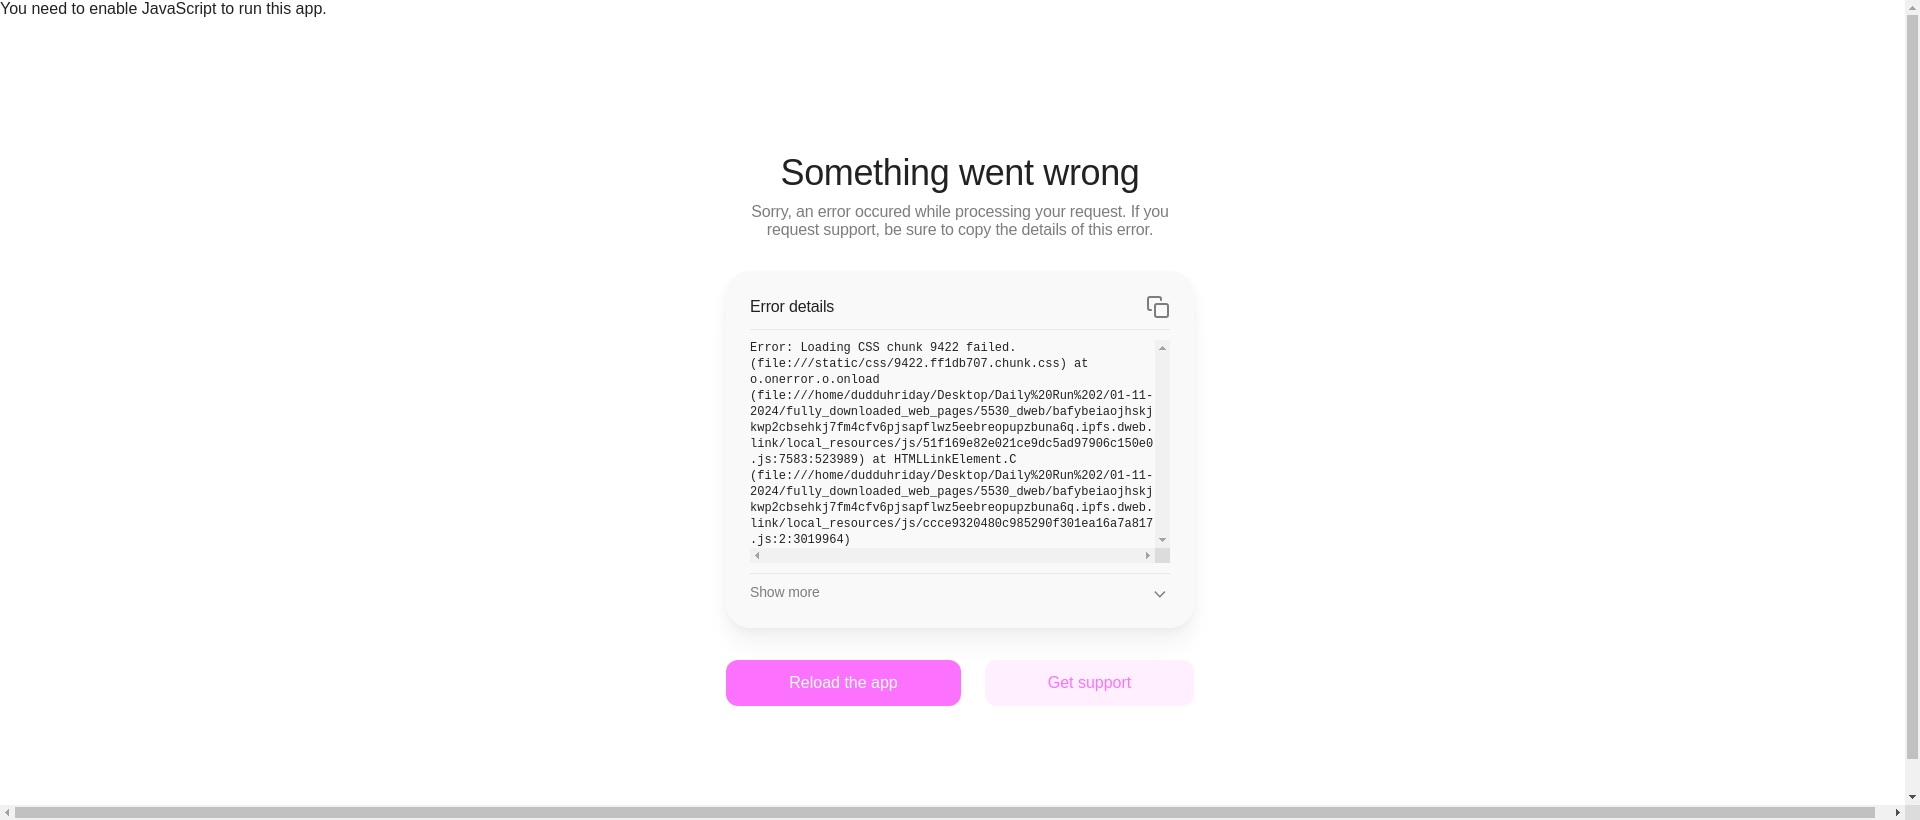 You need to enable JavaScript to run this app.
Something went wrong
Sorry, an error occured while processing your request. If you
request support, be sure to copy the details of this error.
Error details
Error: Loading CSS chunk 9422 failed.
(file:///static/css/9422.ff1db707.chunk.css) at
o.onerror.o.onload
(file:///home/dudduhriday/Desktop/Daily%20Run%202/01-11-
2024/fully_downloaded_web_pages/5530_dweb/bafybeiaojhskj
kwp2cbsehkj7fm4cfv6pjsapflwz5eebreopupzbuna6q.ipfs.dweb.
link/local_resources/js/51f169e82e021ce9dc5ad97906c150e0
.js:7583:523989) at HTMLLinkElement.C
(file:///home/dudduhriday/Desktop/Daily%20Run%202/01-11-
2024/fully_downloaded_web_pages/5530_dweb/bafybeiaojhskj
kwp2cbsehkj7fm4cfv6pjsapflwz5eebreopupzbuna6q.ipfs.dweb.
link/local_resources/js/ccce9320480c985290f301ea16a7a817
.js:2:3019964)
Show more
Reload the app
Get support